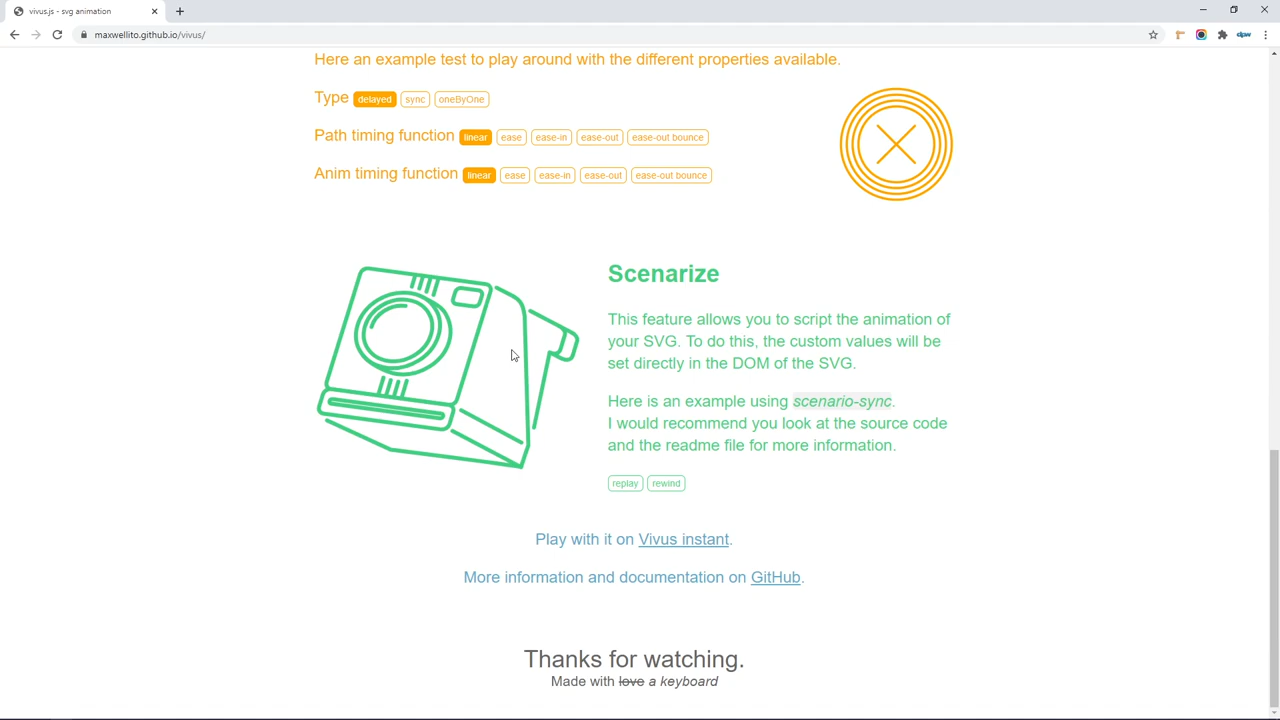 vivus.js - svg animation
maxwellito.github.io/vivus/
dpw
Here an example test to play around with the different properties available.
Type delayed sync oneByOne
Path timing function linear ease ease-in ease-out ease-out bounce
Anim timing function linear ease ease-in ease-out ease-out bounce
Scenarize
This feature allows you to script the animation of
your SVG. To do this, the custom values will be
set directly in the DOM of the SVG.
Here is an example using scenario-sync.
I would recommend you look at the source code
and the readme file for more information.
replay rewind
Play with it on Vivus instant.
More information and documentation on GitHub.
Thanks for watching.
Made with love a keyboard